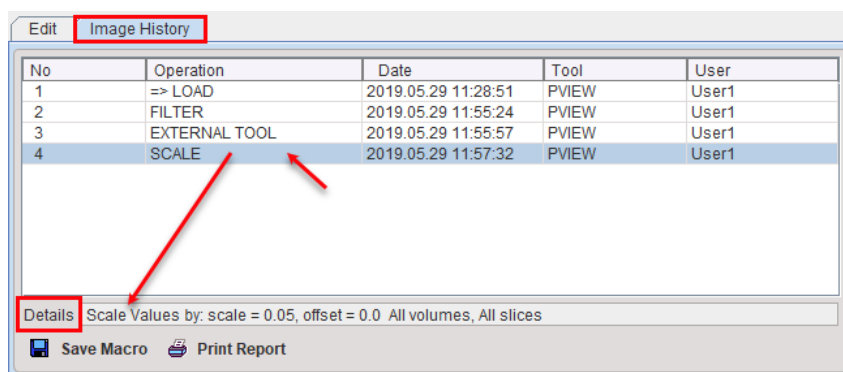 Edit Image History
No Operation Date Tool User
1 => LOAD 2019.05.29 11:28:51 PVIEW User1
2 FILTER 2019.05.29 11:55:24 PVIEW User1
3 EXTERNAL TOOL 2019.05.29 11:55:57 PVIEW User1
4 SCALE 2019.05.29 11:57:32 PVIEW User1
Details Scale Values by: scale = 0.05, offset = 0.0 All volumes, All slices
Save Macro Print Report